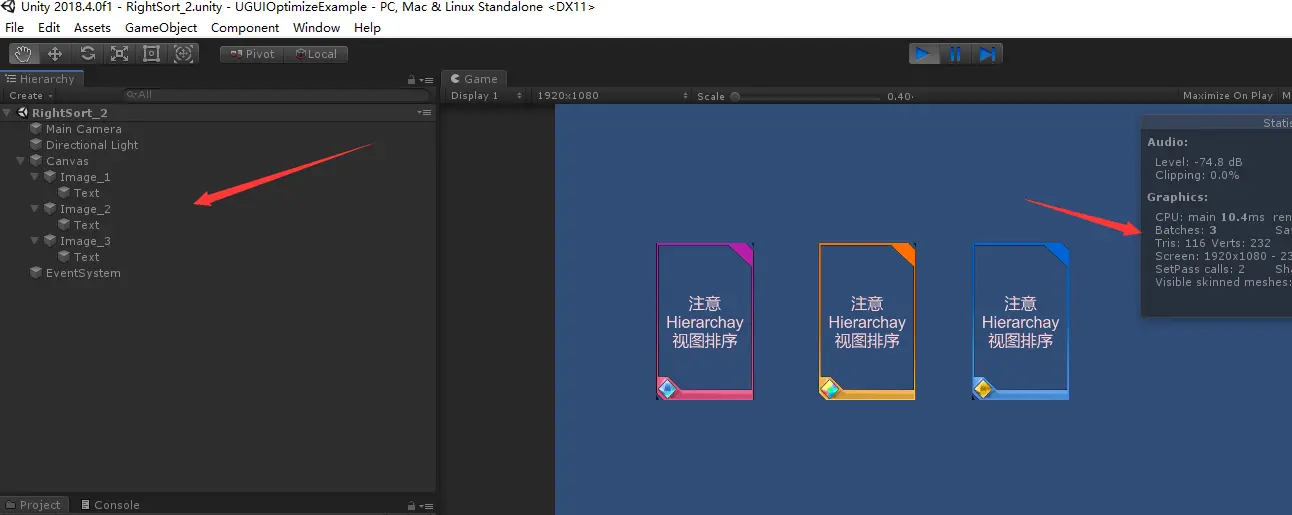 Unity 2018.4.0f1 - RightSort_2.unity - UGUIOptimizeExample - PC, Mac & Linux Standalone <DX11>
File Edit Assets GameObject Component Window Help
Pivot Local
Hierarchy
Create All
RightSort_2
Main Camera
Directional Light
Canvas
Image_1
Text
Image_2
Text
Image_3
Text
EventSystem
Project Console
Game
Display 1 1920x1080 Scale 0.40 Maximize On Play M
Statis
Audio:
Level: -74.8 dB
Clipping: 0.0%
Graphics:
CPU: main 10.4ms ren
Batches: 3 Sav
Tris: 116 Verts: 232
Screen: 1920x1080 - 23
SetPass calls: 2 Sha
Visible skinned meshes:
注意
Hierarchay
视图排序
注意
Hierarchay
视图排序
注意
Hierarchay
视图排序